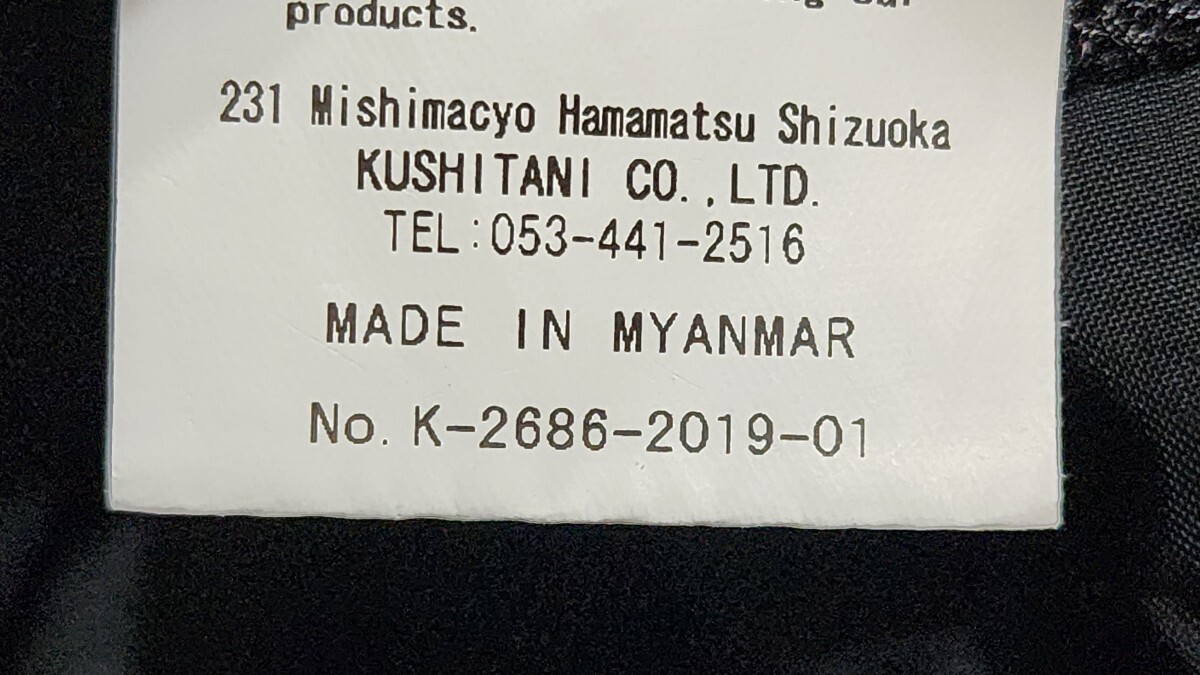 products.
231 Mishimacyo Hamamatsu Shizuoka
KUSHITANI CO.,LTD.
TEL:053-441-2516
MADE IN MYANMAR
No. K-2686-2019-01